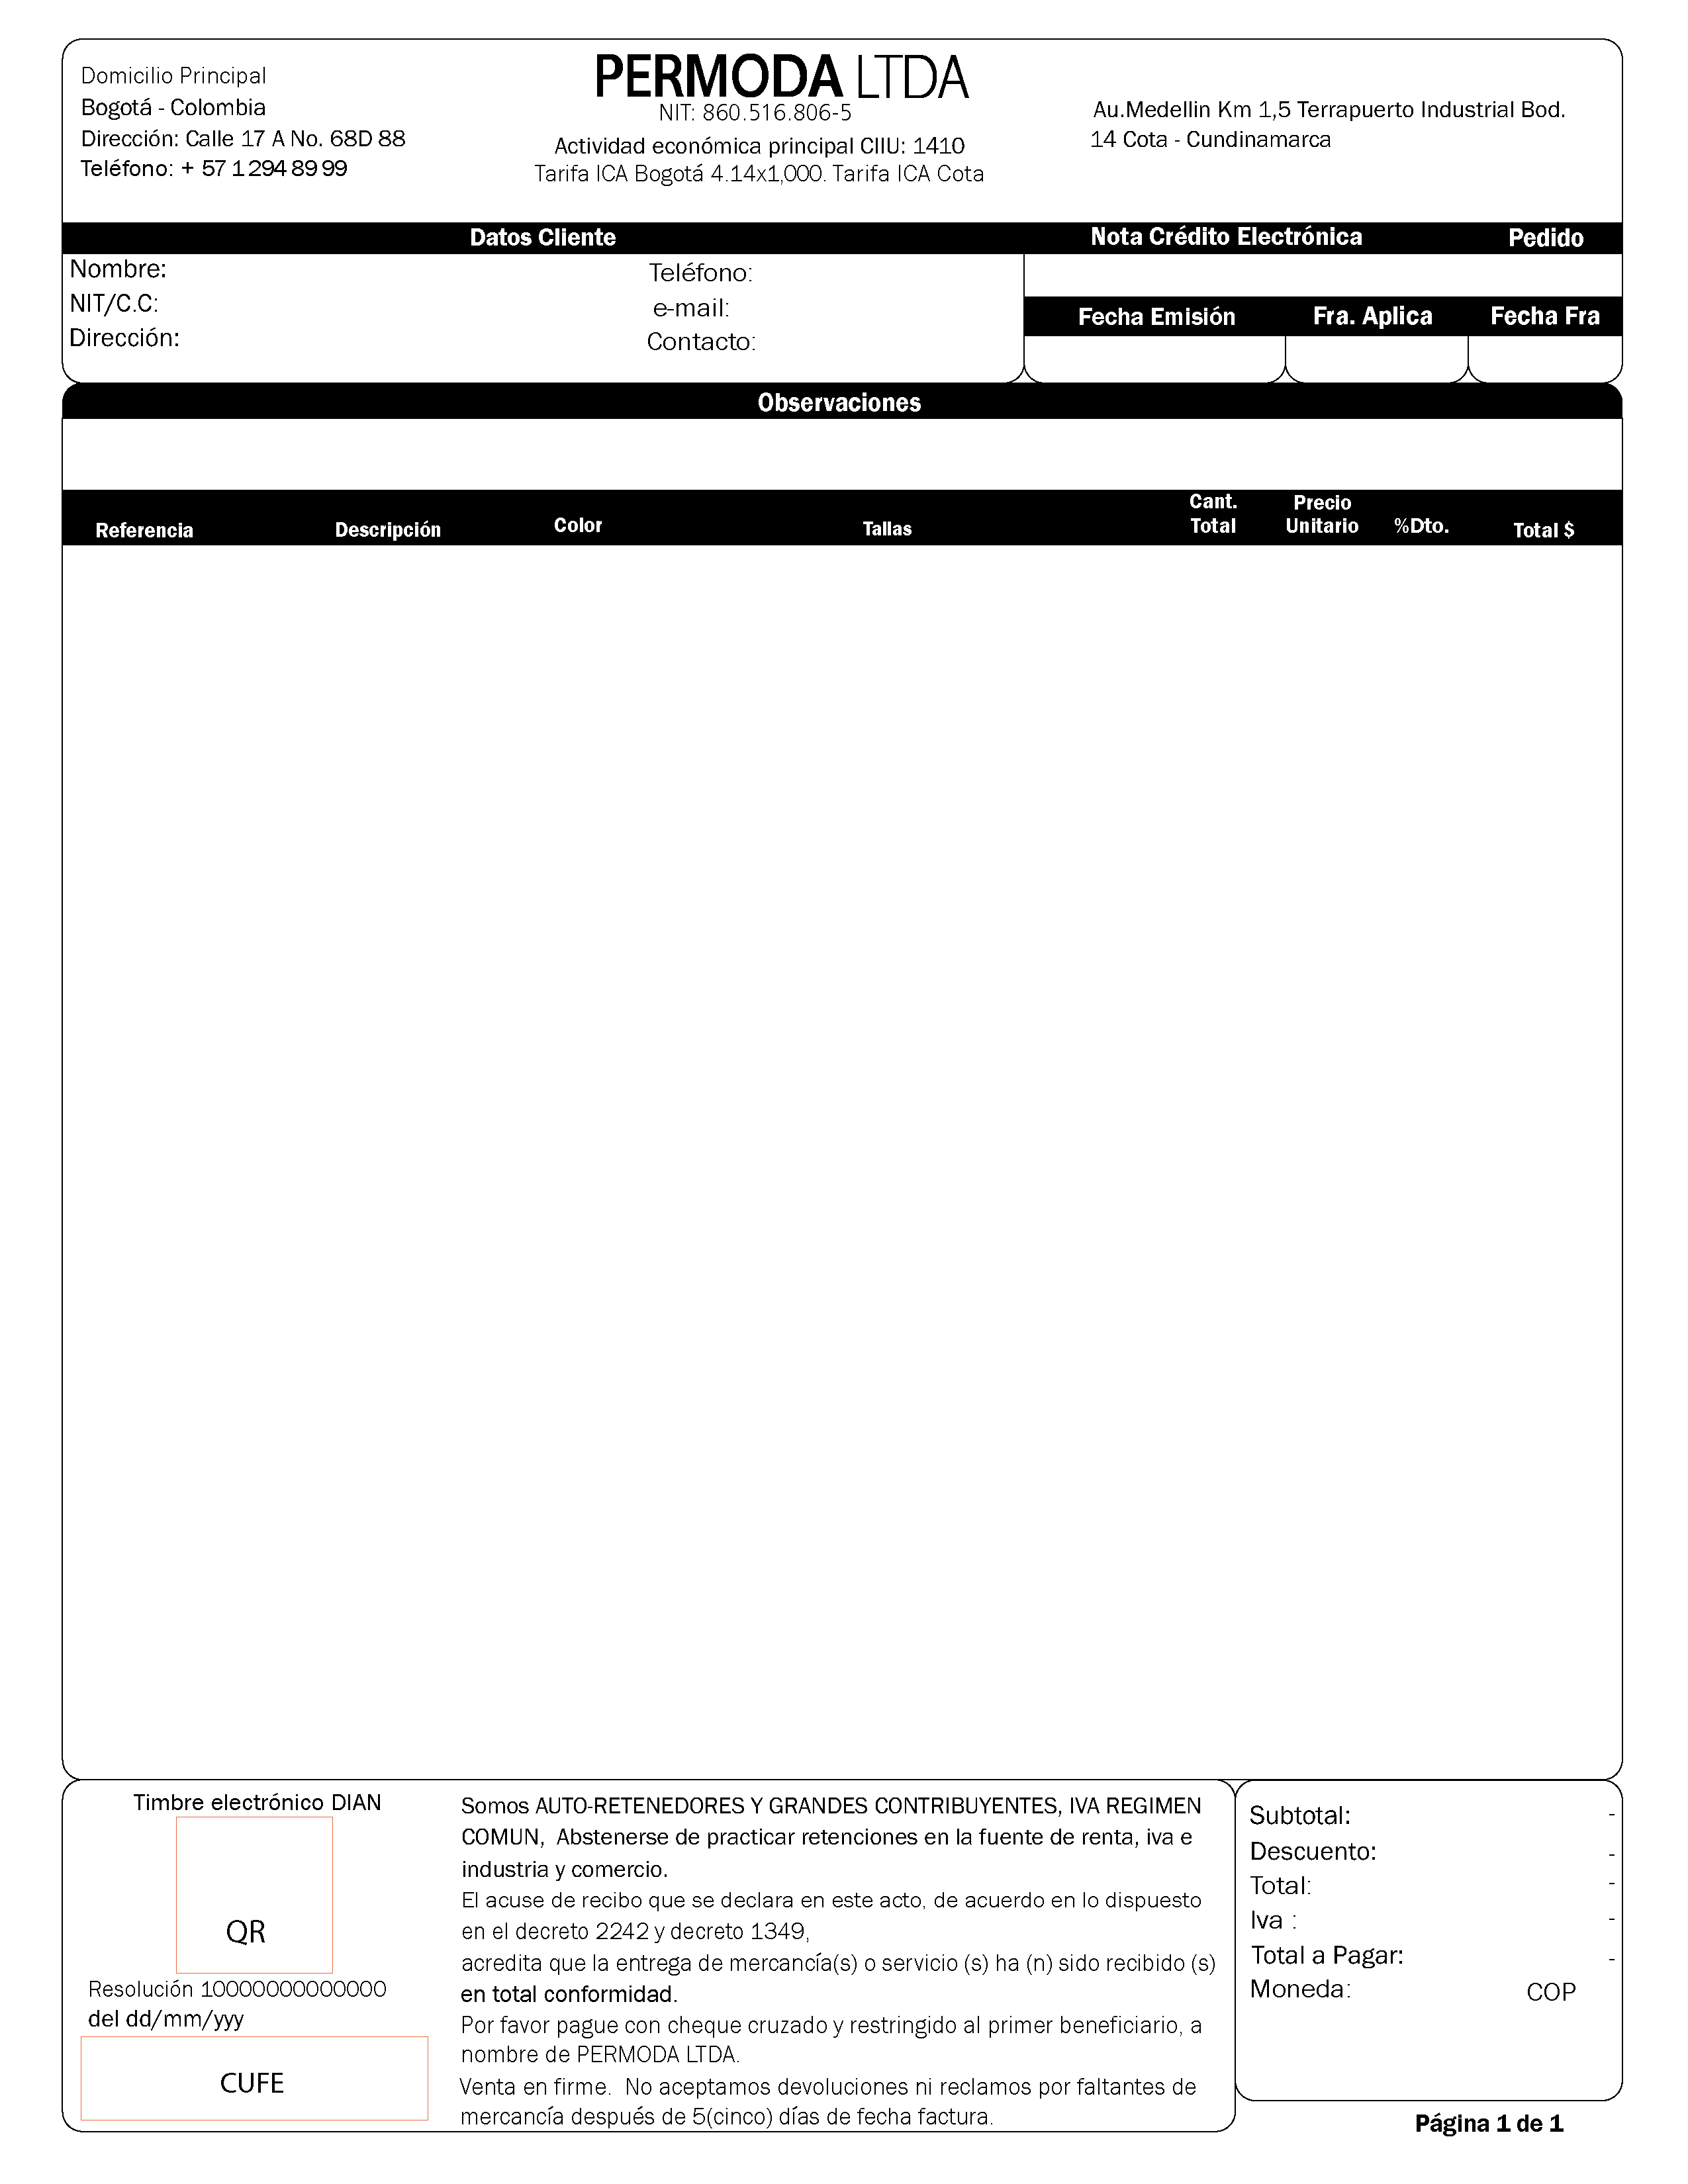 Domicilio Principal
Bogotá - Colombia
Dirección: Calle 17 A No. 68D 88
Teléfono: + 57 1 294 89 99
PERMODA LTDA
NIT: 860.516.806-5
Actividad económica principal CIIU: 1410
Tarifa ICA Bogotá 4.14x1,000. Tarifa ICA Cota
Au.Medellin Km 1,5 Terrapuerto Industrial Bod.
14 Cota - Cundinamarca
Datos Cliente
Nombre:
NIT/C.C:
Dirección:
Teléfono:
e-mail:
Contacto:
Nota Crédito Electrónica Pedido
Fecha Emisión Fra. Aplica Fecha Fra
Observaciones
Referencia Descripción Color Tallas Cant. Total Precio Unitario %Dto. Total $
Timbre electrónico DIAN
QR
Resolución 10000000000000
del dd/mm/yyy
CUFE
Somos AUTO-RETENEDORES Y GRANDES CONTRIBUYENTES, IVA REGIMEN
COMUN, Abstenerse de practicar retenciones en la fuente de renta, iva e
industria y comercio.
El acuse de recibo que se declara en este acto, de acuerdo en lo dispuesto
en el decreto 2242 y decreto 1349,
acredita que la entrega de mercancía(s) o servicio (s) ha (n) sido recibido (s)
en total conformidad.
Por favor pague con cheque cruzado y restringido al primer beneficiario, a
nombre de PERMODA LTDA.
Venta en firme. No aceptamos devoluciones ni reclamos por faltantes de
mercancía después de 5(cinco) días de fecha factura.
Subtotal: -
Descuento: -
Total: -
Iva : -
Total a Pagar: -
Moneda: COP
Página 1 de 1